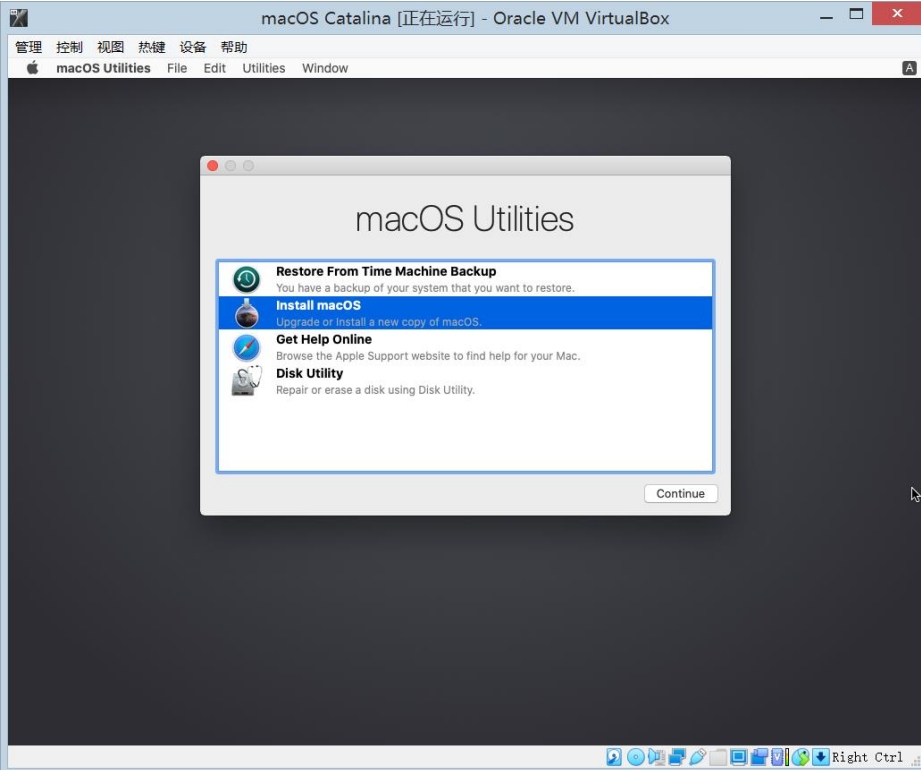 macOS Catalina [正在运行] - Oracle VM VirtualBox
管理 控制 视图 热键 设备 帮助
macOS Utilities File Edit Utilities Window A
macOS Utilities
Restore From Time Machine Backup
You have a backup of your system that you want to restore.
Install macOS
Upgrade or Install a new copy of macOS.
Get Help Online
Browse the Apple Support website to find help for your Mac.
Disk Utility
Repair or erase a disk using Disk Utility.
Continue
Right Ctrl